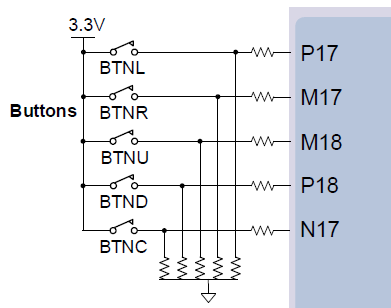 3.3V
P17
BTNL
M17
Buttons
BTNR
M18
BTNU
P18
BTND
N17
BTNC